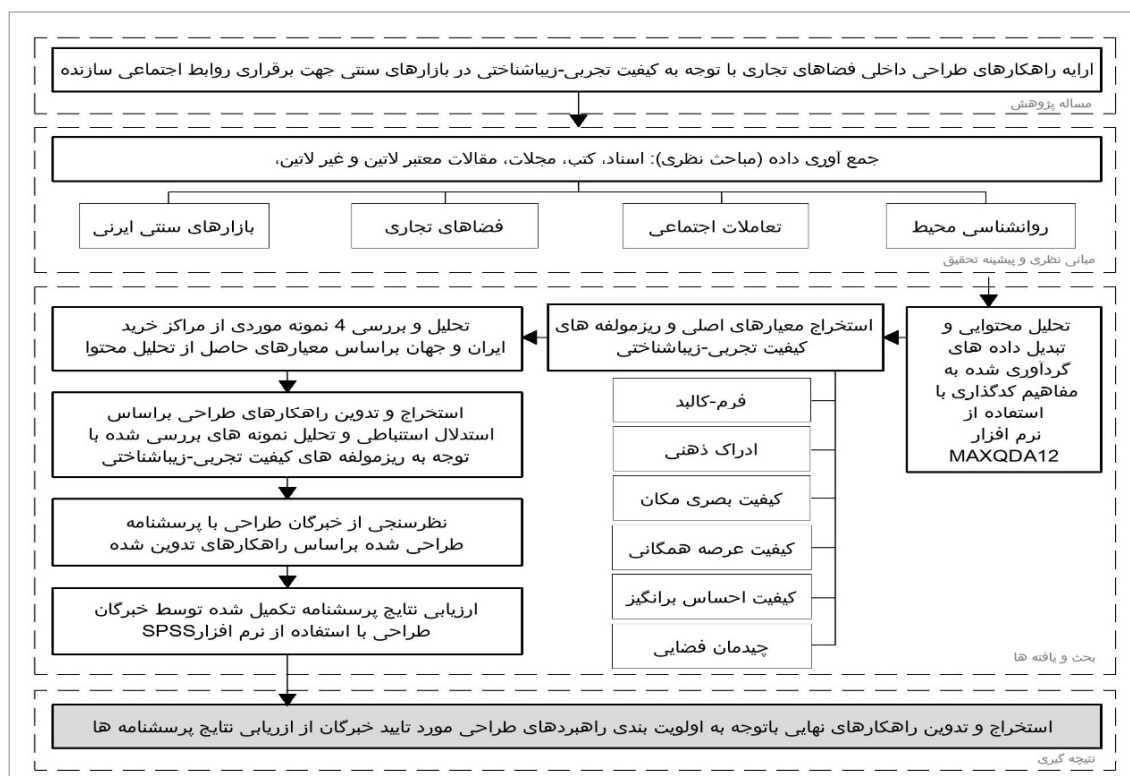 ارایه راهکارهای طراحی داخلی فضاهای تجاری با توجه به کیفیت تجربی-زیباشناختی در بازارهای سنتی جهت برقراری روابط اجتماعی سازنده
مساله پژوهش
جمع آوری داده (مباحث نظری): اسناد، کتب، مجلات، مقالات معتبر لاتین و غیر لاتین،
روانشناسی محیط
تعاملات اجتماعی
فضاهای تجاری
بازارهای سنتی ایرنی
مبانی نظری و پیشینه تحقیق
تحلیل محتوایی و
تبدیل داده های
گردآوری شده به
مفاهیم کدگذاری با
استفاده از
نرم افزار
MAXQDA12
استخراج معیارهای اصلی و ریزمولفه های
کیفیت تجربی-زیباشناختی
فرم-کالبد
ادراک ذهنی
کیفیت بصری مکان
کیفیت عرصه همگانی
کیفیت احساس برانگیز
چیدمان فضایی
تحلیل و بررسی 4 نمونه موردی از مراکز خرید
ایران و جهان براساس معیارهای حاصل از تحلیل محتوا
استخراج و تدوین راهکارهای طراحی براساس
استدلال استنباطی و تحلیل نمونه های بررسی شده با
توجه به ریزمولفه های کیفیت تجربی-زیباشناختی
نظرسنجی از خبرگان طراحی با پرسشنامه
طراحی شده براساس راهکارهای تدوین شده
ارزیابی نتایج پرسشنامه تکمیل شده توسط خبرگان
طراحی با استفاده از نرم افزارSPSS
بحث و یافته ها
استخراج و تدوین راهکارهای نهایی باتوجه به اولویت بندی راهبردهای طراحی مورد تایید خبرگان از ارزیابی نتایج پرسشنامه ها
نتیجه گیری